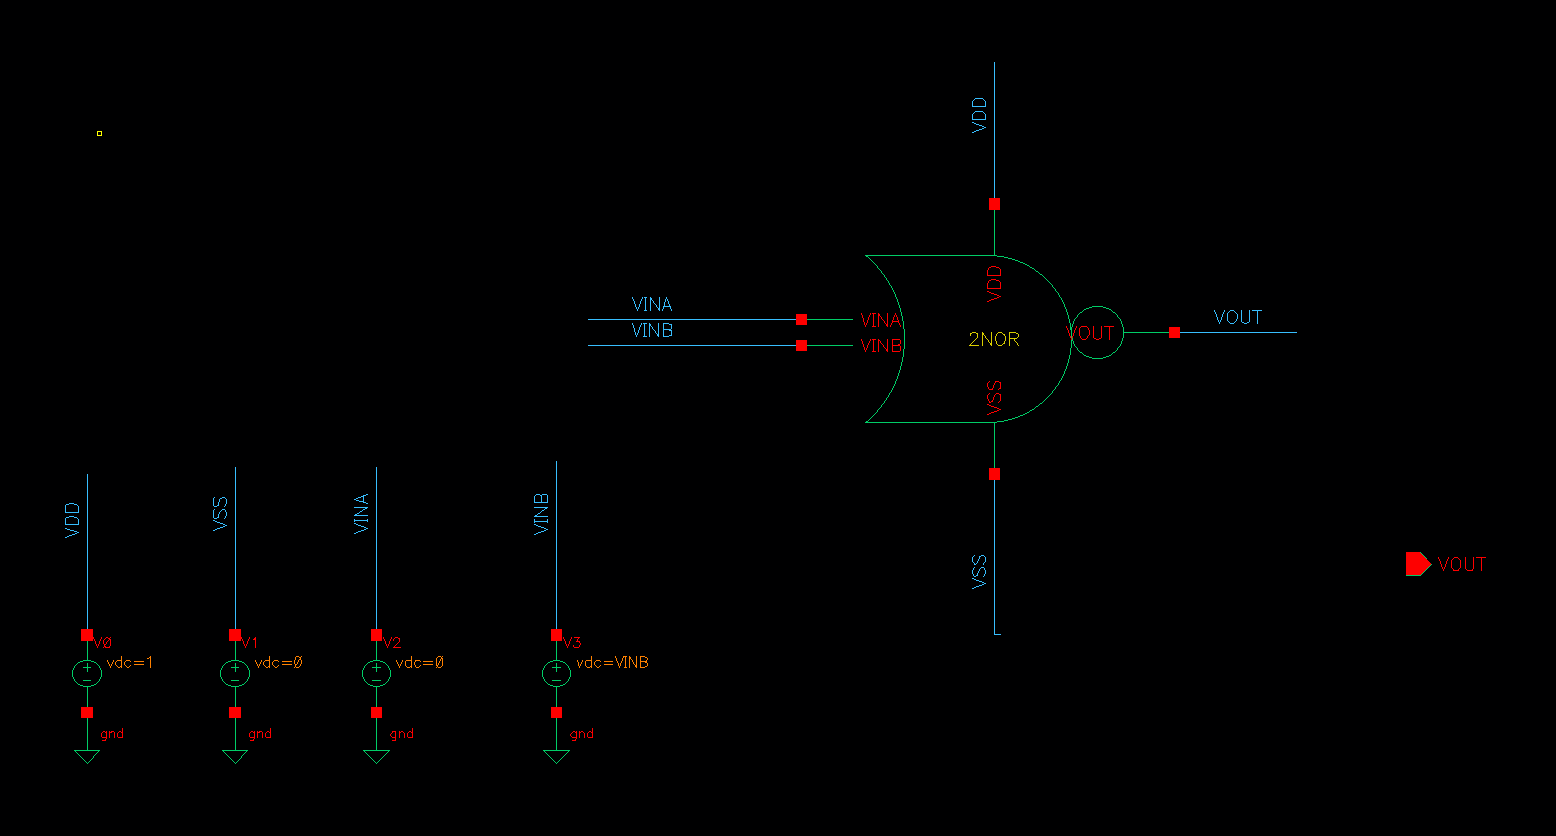 VDD
VDD
VINA
VINA
VINB
VINB
2NOR
VOUT
VOUT
VSS
VSS
VOUT
VDD
VSS
VINA
VINB
V0
vdc=1
V1
vdc=0
V2
vdc=0
V3
vdc=VINB
gnd
gnd
gnd
gnd